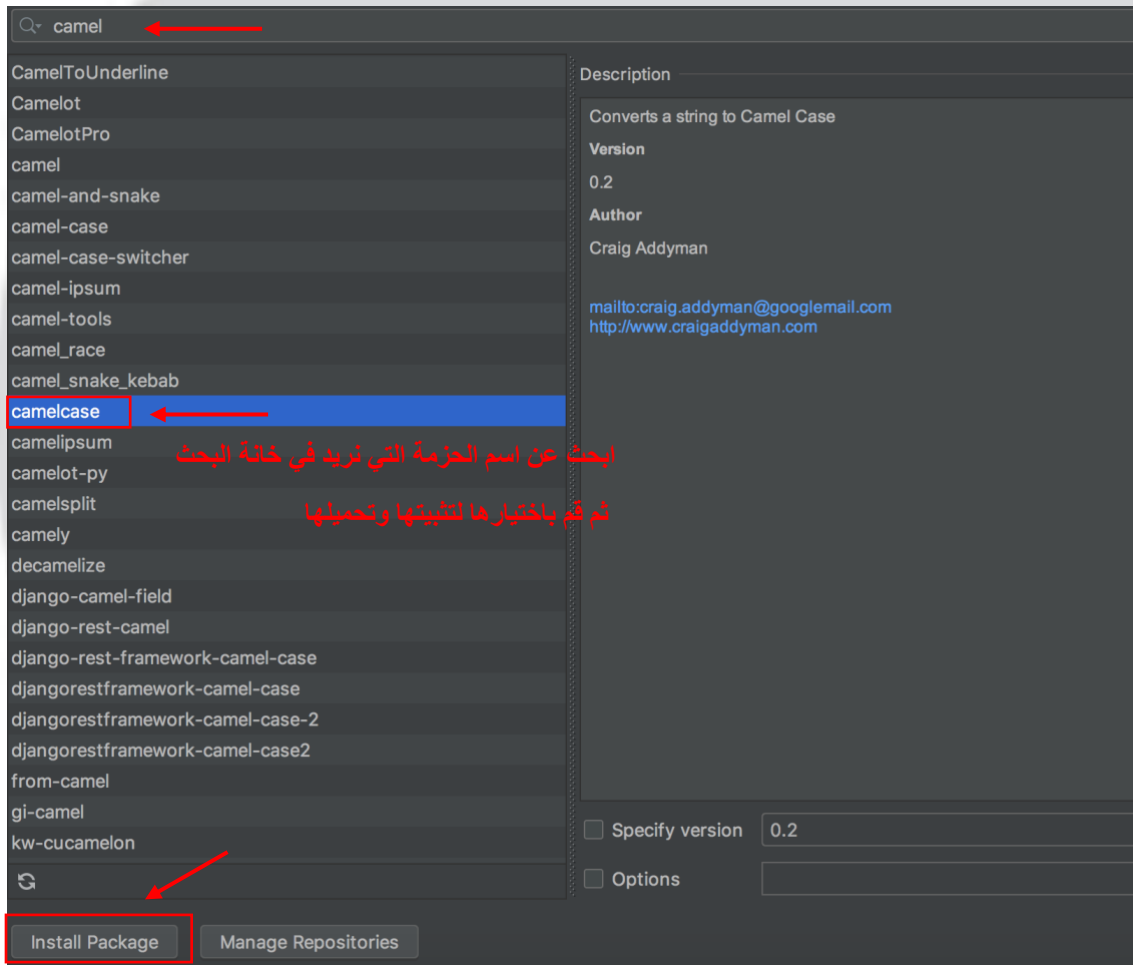 camel
CamelToUnderline
Camelot
CamelotPro
camel
camel-and-snake
camel-case
camel-case-switcher
camel-ipsum
camel-tools
camel_race
camel_snake_kebab
camelcase
camelipsum
camelot-py
camelsplit
camely
decamelize
django-camel-field
django-rest-camel
django-rest-framework-camel-case
djangorestframework-camel-case
djangorestframework-camel-case-2
djangorestframework-camel-case2
from-camel
gi-camel
kw-cucamelon
ابحث عن اسم الحزمة التي نريد في خانة البحث
ثم قم باختيارها لتثبيتها وتحميلها
Description
Converts a string to Camel Case
Version
0.2
Author
Craig Addyman
mailto:craig.addyman@googlemail.com
http://www.craigaddyman.com
Specify version 0.2
Options
Install Package Manage Repositories